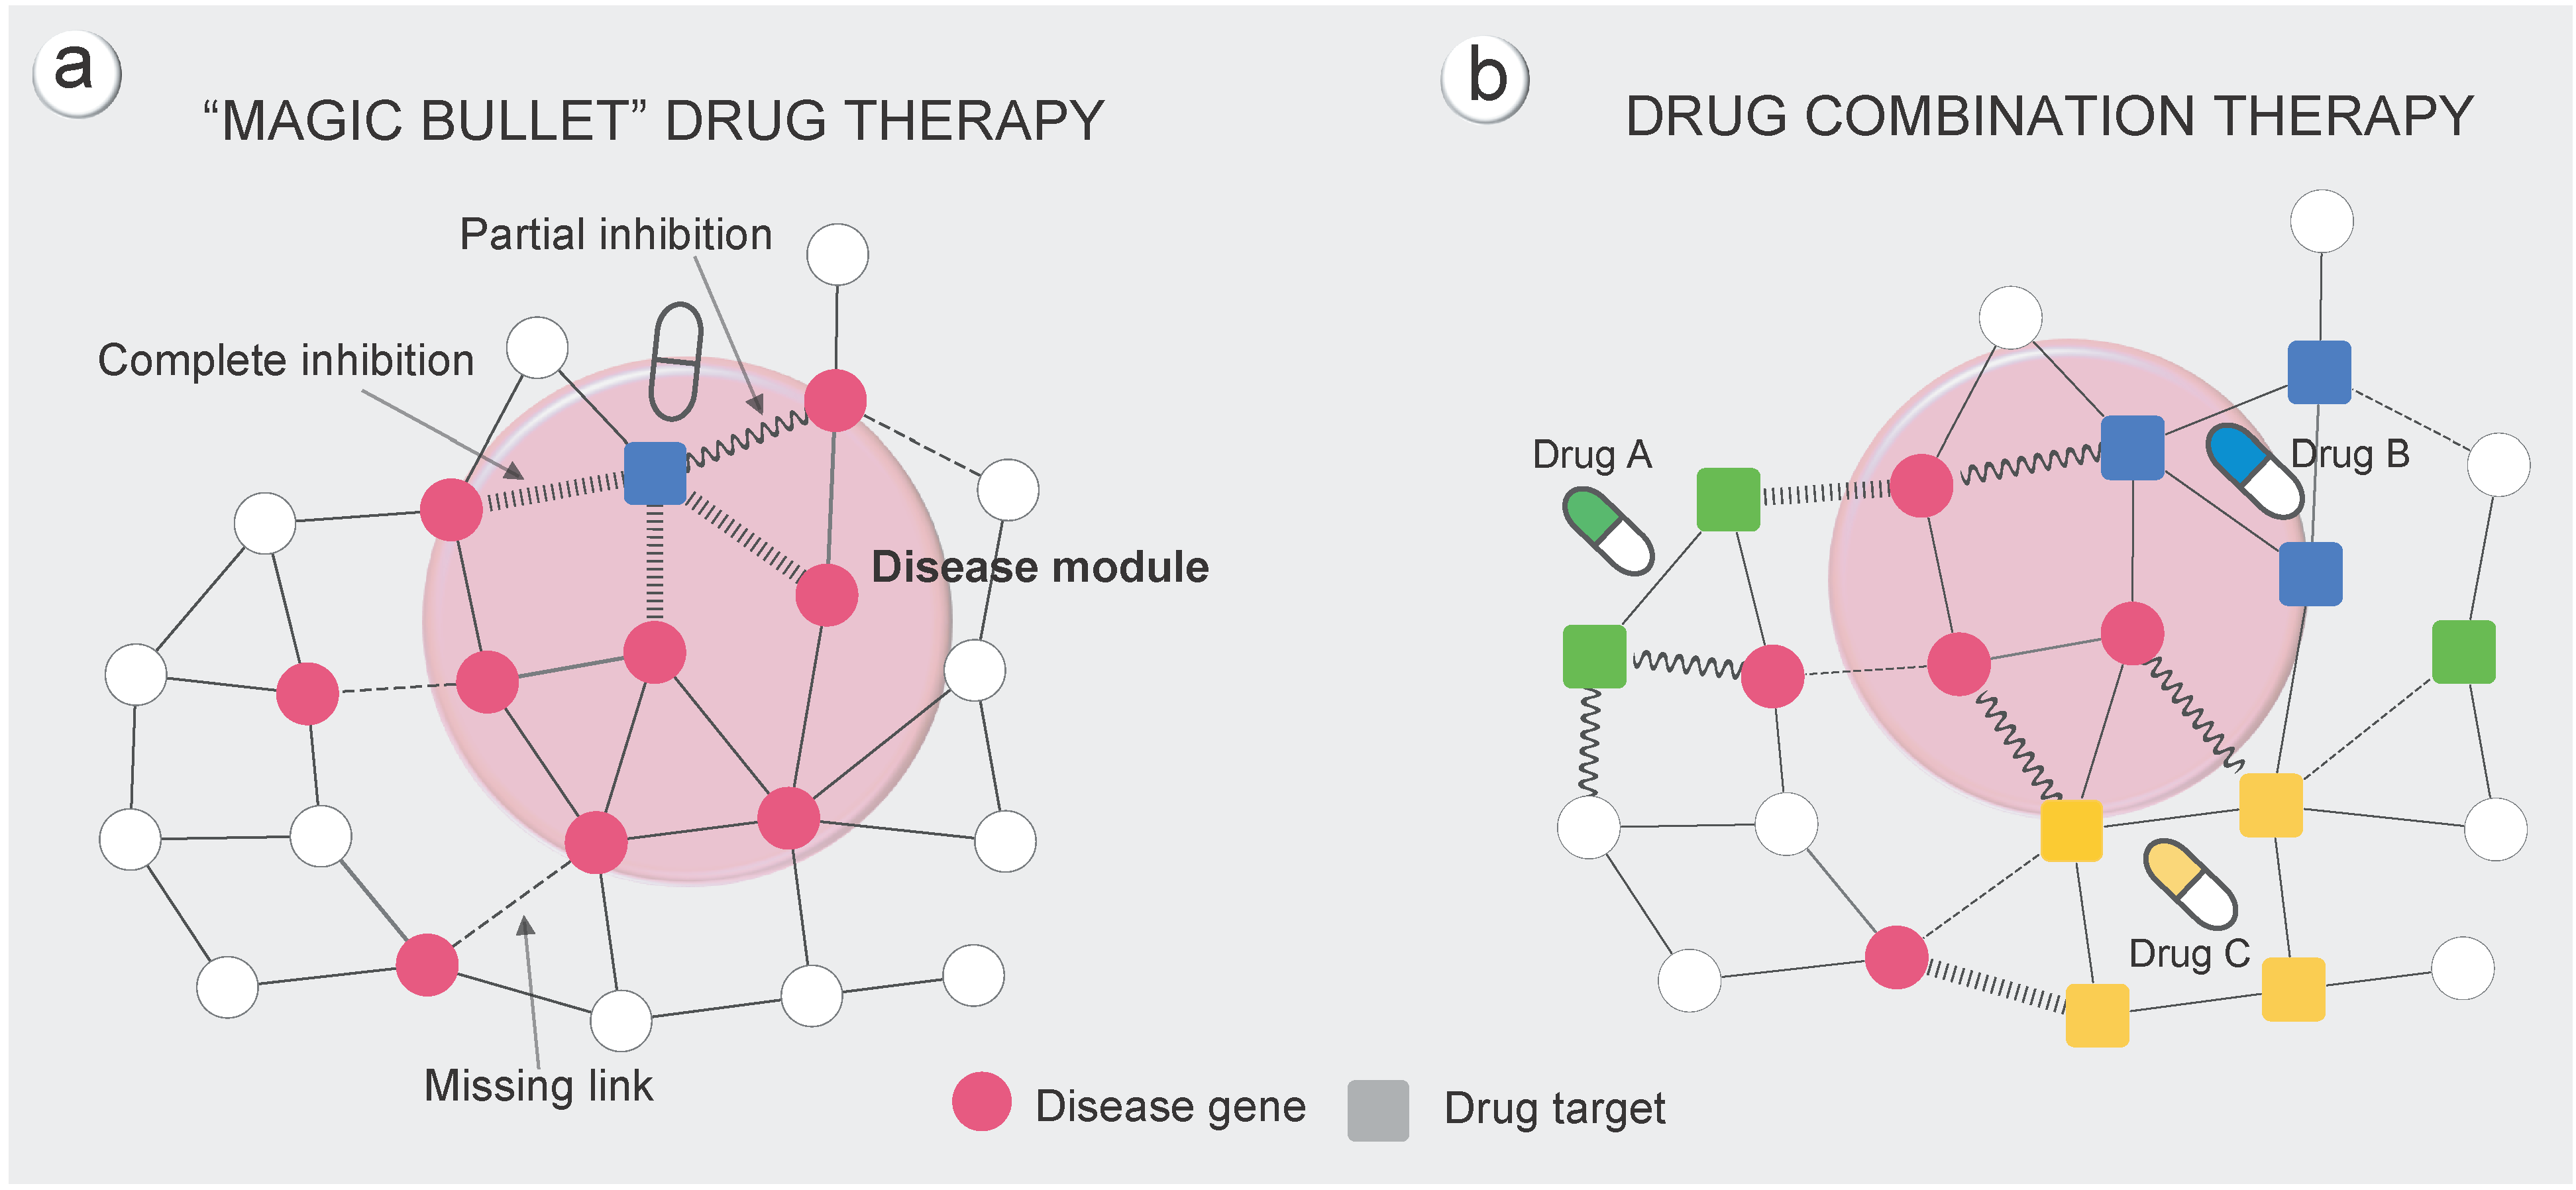 a
“MAGIC BULLET” DRUG THERAPY
Partial inhibition
Complete inhibition
Disease module
Missing link
b
DRUG COMBINATION THERAPY
Drug A
Drug B
Drug C
Disease gene
Drug target